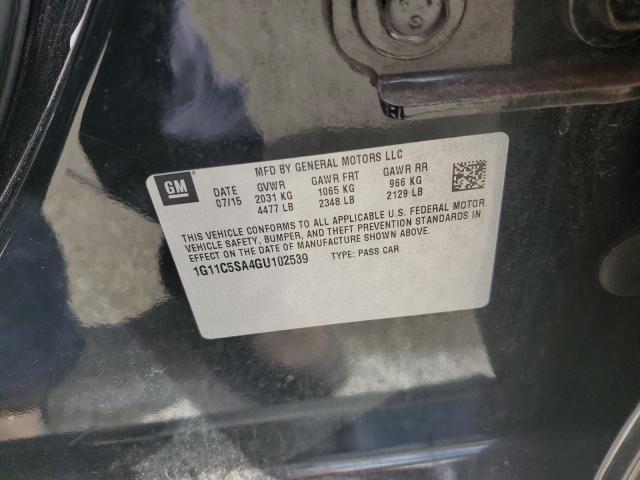 MFD BY GENERAL MOTORS LLC
GM
DATE GVWR GAWR FRT GAWR RR
07/15 2031 KG 1065 KG 966 KG
4477 LB 2348 LB 2129 LB
THIS VEHICLE CONFORMS TO ALL APPLICABLE U.S. FEDERAL MOTOR
VEHICLE SAFETY, BUMPER, AND THEFT PREVENTION STANDARDS IN
EFFECT ON THE DATE OF MANUFACTURE SHOWN ABOVE.
1G11C5SA4GU102539 TYPE: PASS CAR